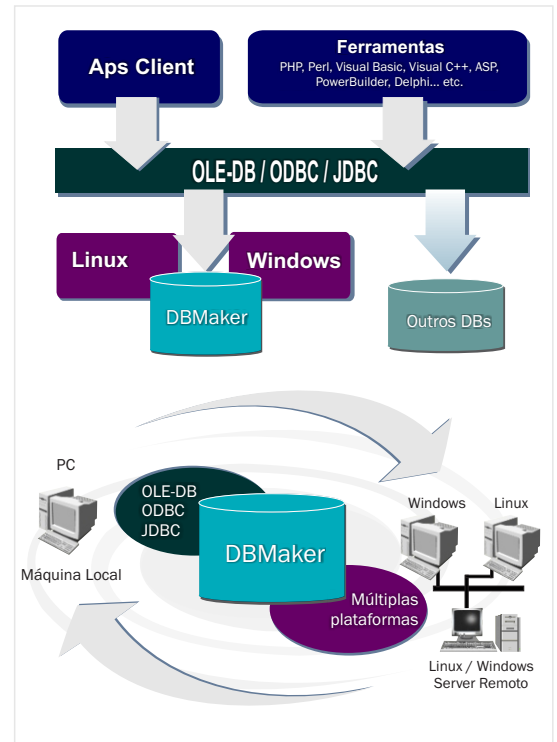 Aps Client
Ferramentas
PHP, Perl, Visual Basic, Visual C++, ASP,
PowerBuilder, Delphi... etc.
OLE-DB / ODBC / JDBC
Linux
Windows
DBMaker
Outros DBs
PC
OLE-DB
ODBC
JDBC
Windows
Linux
DBMaker
Máquina Local
Múltiplas
plataformas
Linux / Windows
Server Remoto